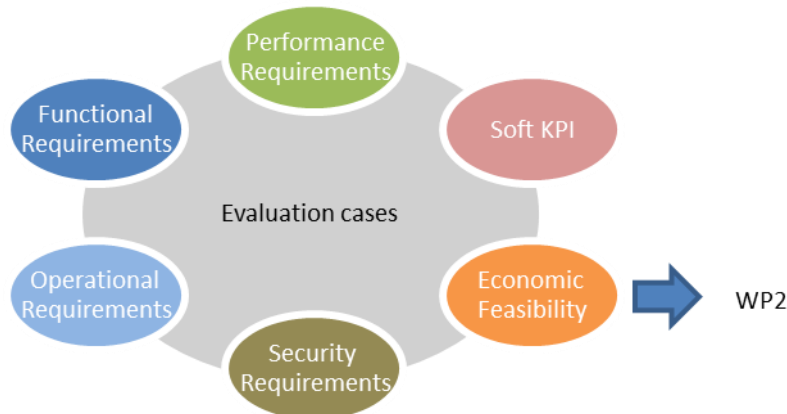 Performance
Requirements
Functional
Requirements
Soft KPI
Evaluation cases
Operational
Requirements
Economic
Feasibility
WP2
Security
Requirements